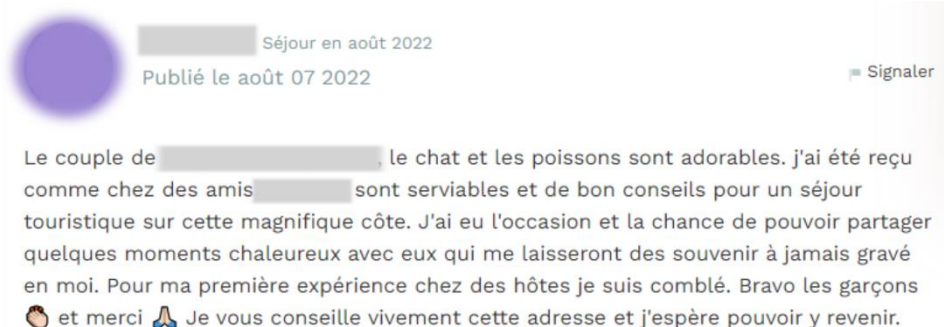 Séjour en août 2022
Publié le août 07 2022
Signaler
Le couple de , le chat et les poissons sont adorables. j'ai été reçu
comme chez des amis sont serviables et de bon conseils pour un séjour
touristique sur cette magnifique côte. J'ai eu l'occasion et la chance de pouvoir partager
quelques moments chaleureux avec eux qui me laisseront des souvenir à jamais gravé
en moi. Pour ma première expérience chez des hôtes je suis comblé. Bravo les garçons
👏 et merci 🙏 Je vous conseille vivement cette adresse et j'espère pouvoir y revenir.